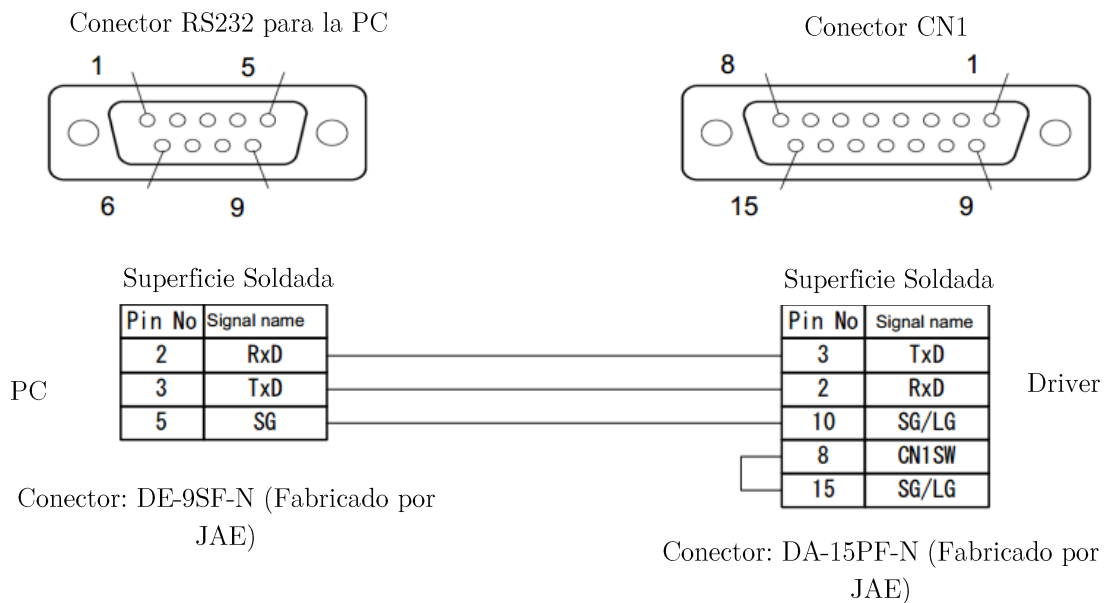 Conector RS232 para la PC
1 5
6 9
Conector CN1
8 1
15 9
Superficie Soldada
Pin No Signal name
2 RxD
3 TxD
5 SG
PC
Conector: DE-9SF-N (Fabricado por
JAE)
Superficie Soldada
Pin No Signal name
3 TxD
2 RxD
10 SG/LG
8 CN1SW
15 SG/LG
Driver
Conector: DA-15PF-N (Fabricado por
JAE)